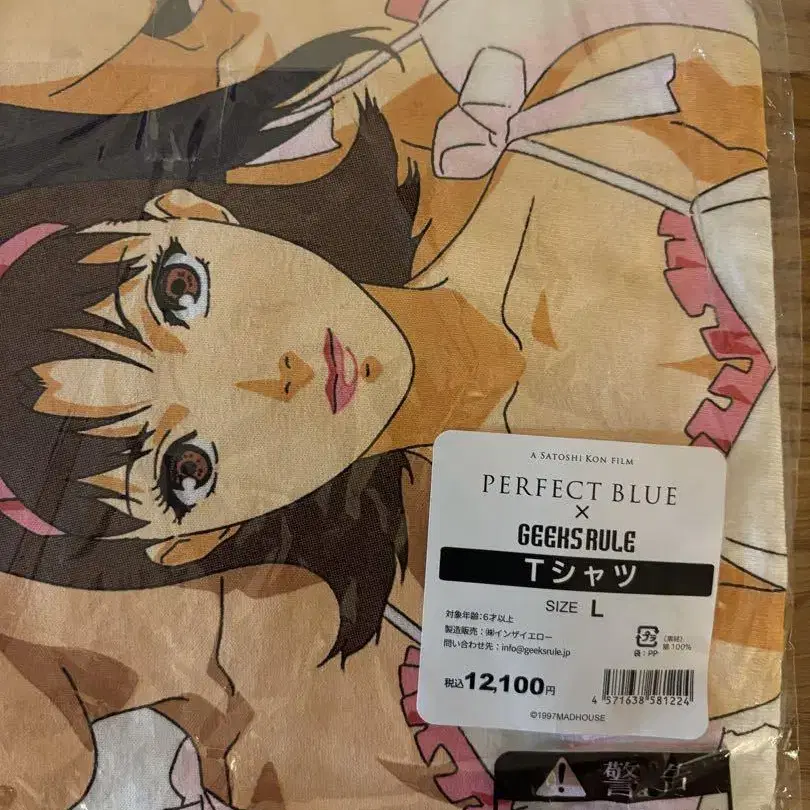 A SATOSHI KON FILM
PERFECT BLUE
×
GEEKS RULE
Tシャツ
SIZE L
対象年齢:6才以上
製造販売:㈱インザイエロー
問い合わせ先:info@geeksrule.jp
プラ
袋:PP
綿100%
税込12,100円
4 571638 581224
©1997MADHOUSE
警告